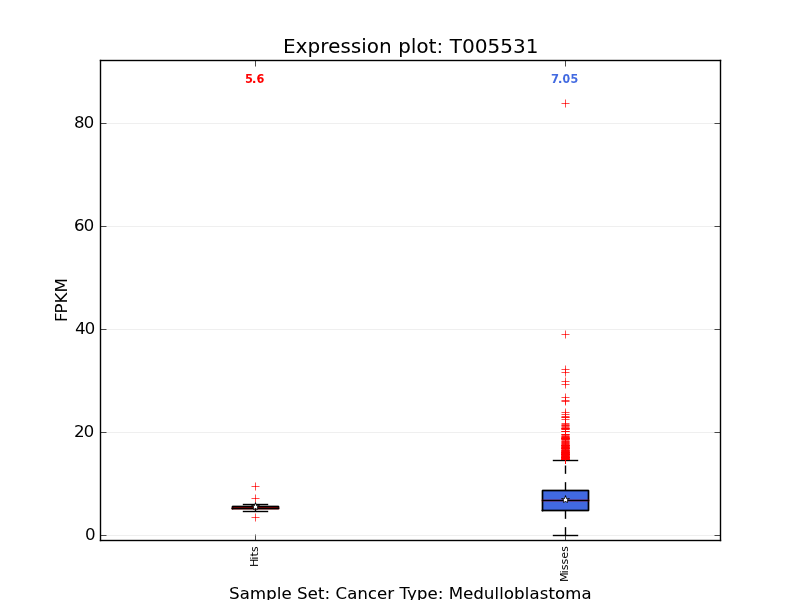 Expression plot: T005531
5.6
7.05
80
60
40
20
0
FPKM
Hits
Misses
Sample Set: Cancer Type: Medulloblastoma